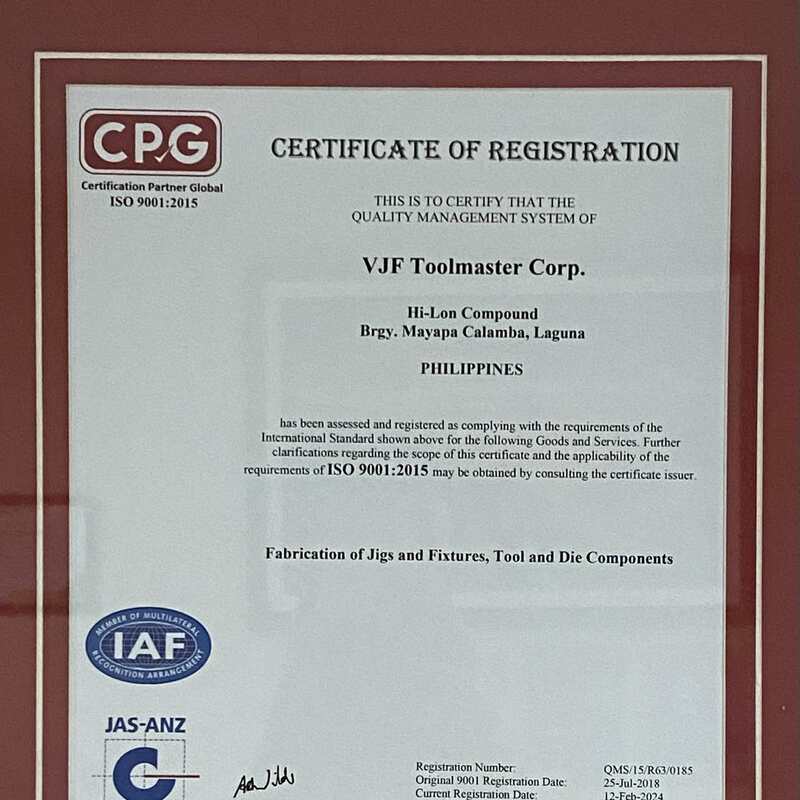 CPG
Certification Partner Global
ISO 9001:2015
CERTIFICATE OF REGISTRATION
THIS IS TO CERTIFY THAT THE
QUALITY MANAGEMENT SYSTEM OF
VJF Toolmaster Corp.
Hi-Lon Compound
Brgy. Mayapa Calamba, Laguna
PHILIPPINES
has been assessed and registered as complying with the requirements of the
International Standard shown above for the following Goods and Services. Further
clarifications regarding the scope of this certificate and the applicability of the
requirements of ISO 9001:2015 may be obtained by consulting the certificate issuer.
Fabrication of Jigs and Fixtures, Tool and Die Components
MEMBER OF MULTILATERAL
IAF
RECOGNITION ARRANGEMENT
JAS-ANZ
Registration Number: QMS/15/R63/0185
Original 9001 Registration Date: 25-Jul-2018
Current Registration Date: 12-Feb-2024